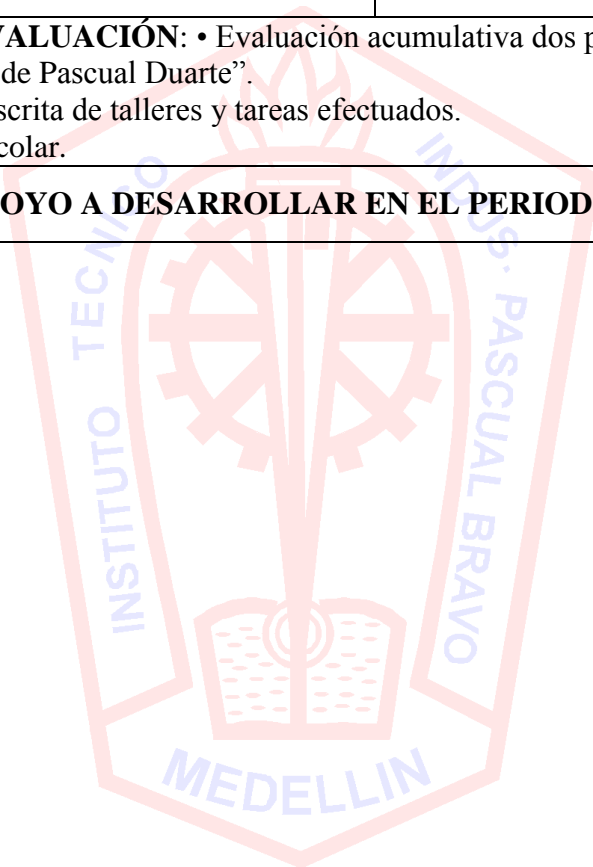 VALUACIÓN: • Evaluación acumulativa dos p
de Pascual Duarte”.
scrita de talleres y tareas efectuados.
colar.
OYO A DESARROLLAR EN EL PERIOD
INSTITUTO TECNICO
INDUS. PASCUAL BRAVO
MEDELLIN